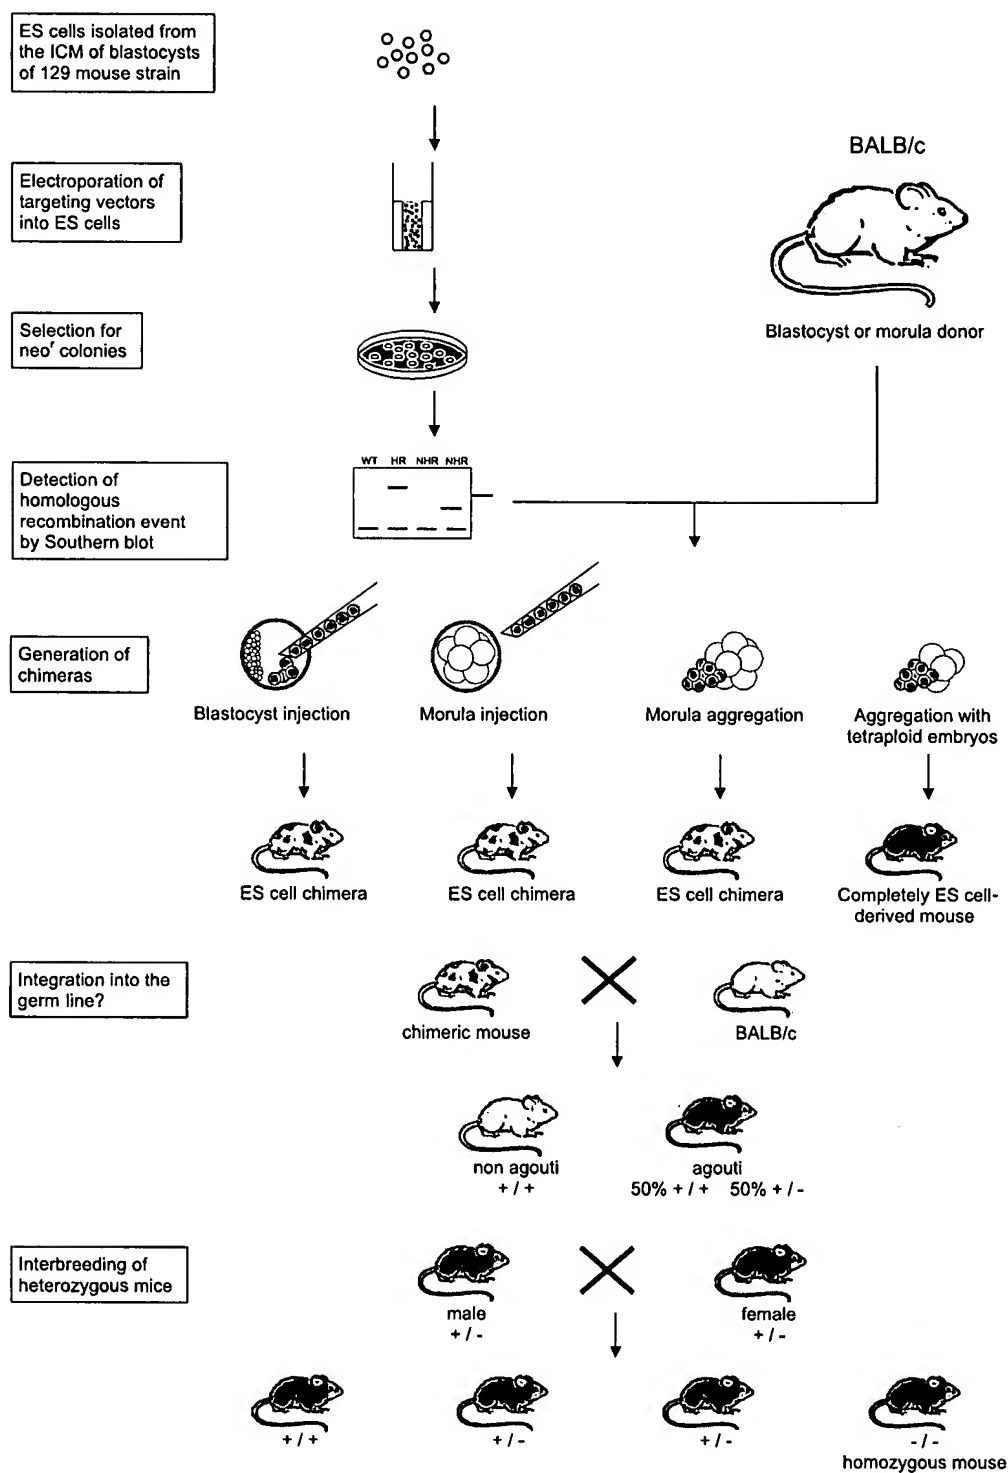 ES cells isolated from
the ICM of blastocysts
of 129 mouse strain
BALB/c
Electroporation of
targeting vectors
into ES cells
Blastocyst or morula donor
Selection for
neoʳ colonies
WT HR NHR NHR
Detection of
homologous
recombination event
by Southern blot
Generation of
chimeras
Blastocyst injection
Morula injection
Morula aggregation
Aggregation with
tetraploid embryos
ES cell chimera
ES cell chimera
ES cell chimera
Completely ES cell-
derived mouse
Integration into the
germ line?
chimeric mouse
BALB/c
non agouti
+ / +
agouti
50% + / + 50% + / -
Interbreeding of
heterozygous mice
male
+ / -
female
+ / -
+ / +
+ / -
+ / -
- / -
homozygous mouse